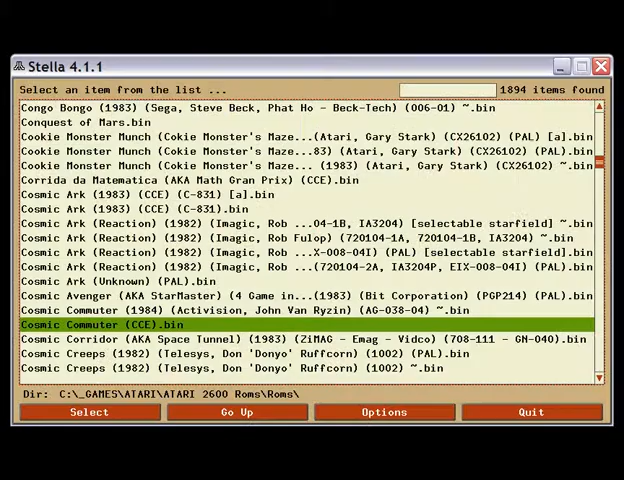 Stella 4.1.1
Select an item from the list ... 1894 items found
Congo Bongo (1983) (Sega, Steve Beck, Phat Ho - Beck-Tech) (006-01) ~.bin
Conquest of Mars.bin
Cookie Monster Munch (Cokie Monster's Maze...(Atari, Gary Stark) (CX26102) (PAL) [a].bin
Cookie Monster Munch (Cokie Monster's Maze...83) (Atari, Gary Stark) (CX26102) (PAL).bin
Cookie Monster Munch (Cookie Monster's Maze... (1983) (Atari, Gary Stark) (CX26102) ~.bin
Corrida da Matematica (AKA Math Gran Prix) (CCE).bin
Cosmic Ark (1983) (CCE) (C-831) [a].bin
Cosmic Ark (1983) (CCE) (C-831).bin
Cosmic Ark (Reaction) (1982) (Imagic, Rob ...04-1B, IA3204) [selectable starfield] ~.bin
Cosmic Ark (Reaction) (1982) (Imagic, Rob Fulop) (720104-1A, 720104-1B, IA3204) ~.bin
Cosmic Ark (Reaction) (1982) (Imagic, Rob ...X-008-04I) (PAL) [selectable starfield].bin
Cosmic Ark (Reaction) (1982) (Imagic, Rob ...(720104-2A, IA3204P, EIX-008-04I) (PAL).bin
Cosmic Ark (Unknown) (PAL).bin
Cosmic Avenger (AKA StarMaster) (4 Game in...(1983) (Bit Corporation) (PGP214) (PAL).bin
Cosmic Commuter (1984) (Activision, John Van Ryzin) (AG-038-04) ~.bin
Cosmic Commuter (CCE).bin
Cosmic Corridor (AKA Space Tunnel) (1983) (ZiMAG - Emag - Vidco) (708-111 - GN-040).bin
Cosmic Creeps (1982) (Telesys, Don 'Donyo' Ruffcorn) (1002) (PAL).bin
Cosmic Creeps (1982) (Telesys, Don 'Donyo' Ruffcorn) (1002) ~.bin
Dir: C:\_GAMES\ATARI\ATARI 2600 Roms\Roms\
Select Go Up Options Quit